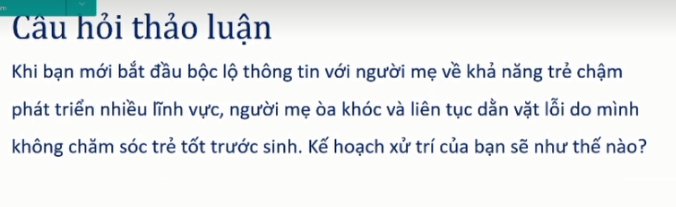 Câu hỏi thảo luận
Khi bạn mới bắt đầu bộc lộ thông tin với người mẹ về khả năng trẻ chậm
phát triển nhiều lĩnh vực, người mẹ òa khóc và liên tục dằn vặt lỗi do mình
không chăm sóc trẻ tốt trước sinh. Kế hoạch xử trí của bạn sẽ như thế nào?